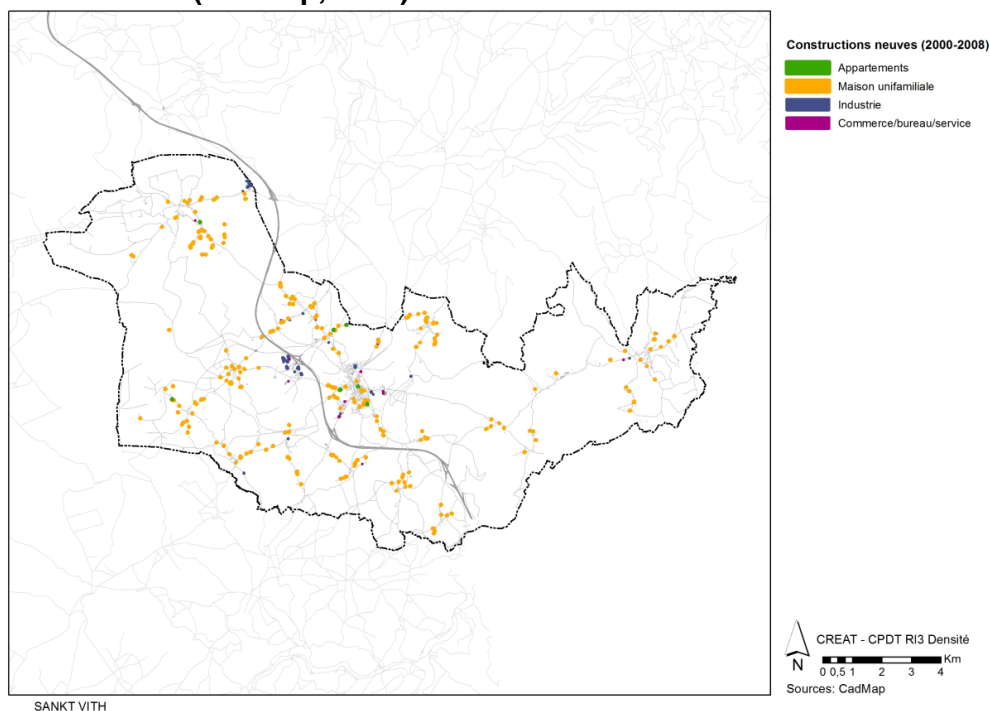 Constructions neuves (2000-2008)
Appartements
Maison unifamiliale
Industrie
Commerce/bureau/service
CREAT - CPDT RI3 Densité
N
Km
0 0,5 1 2 3 4
Sources: CadMap
SANKT VITH